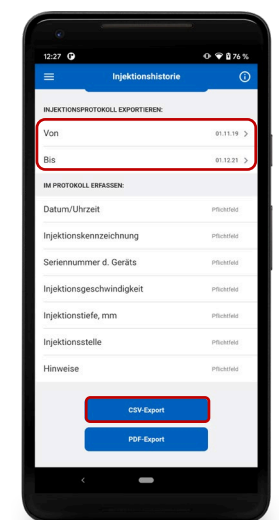 12:27 76 %
Injektionshistorie
INJEKTIONSPROTOKOLL EXPORTIEREN:
Von 01.11.19
Bis 01.12.21
IM PROTOKOLL ERFASSEN:
Datum/Uhrzeit Pflichtfeld
Injektionskennzeichnung Pflichtfeld
Seriennummer d. Geräts Pflichtfeld
Injektionsgeschwindigkeit Pflichtfeld
Injektionstiefe, mm Pflichtfeld
Injektionsstelle Pflichtfeld
Hinweise Pflichtfeld
CSV-Export
PDF-Export